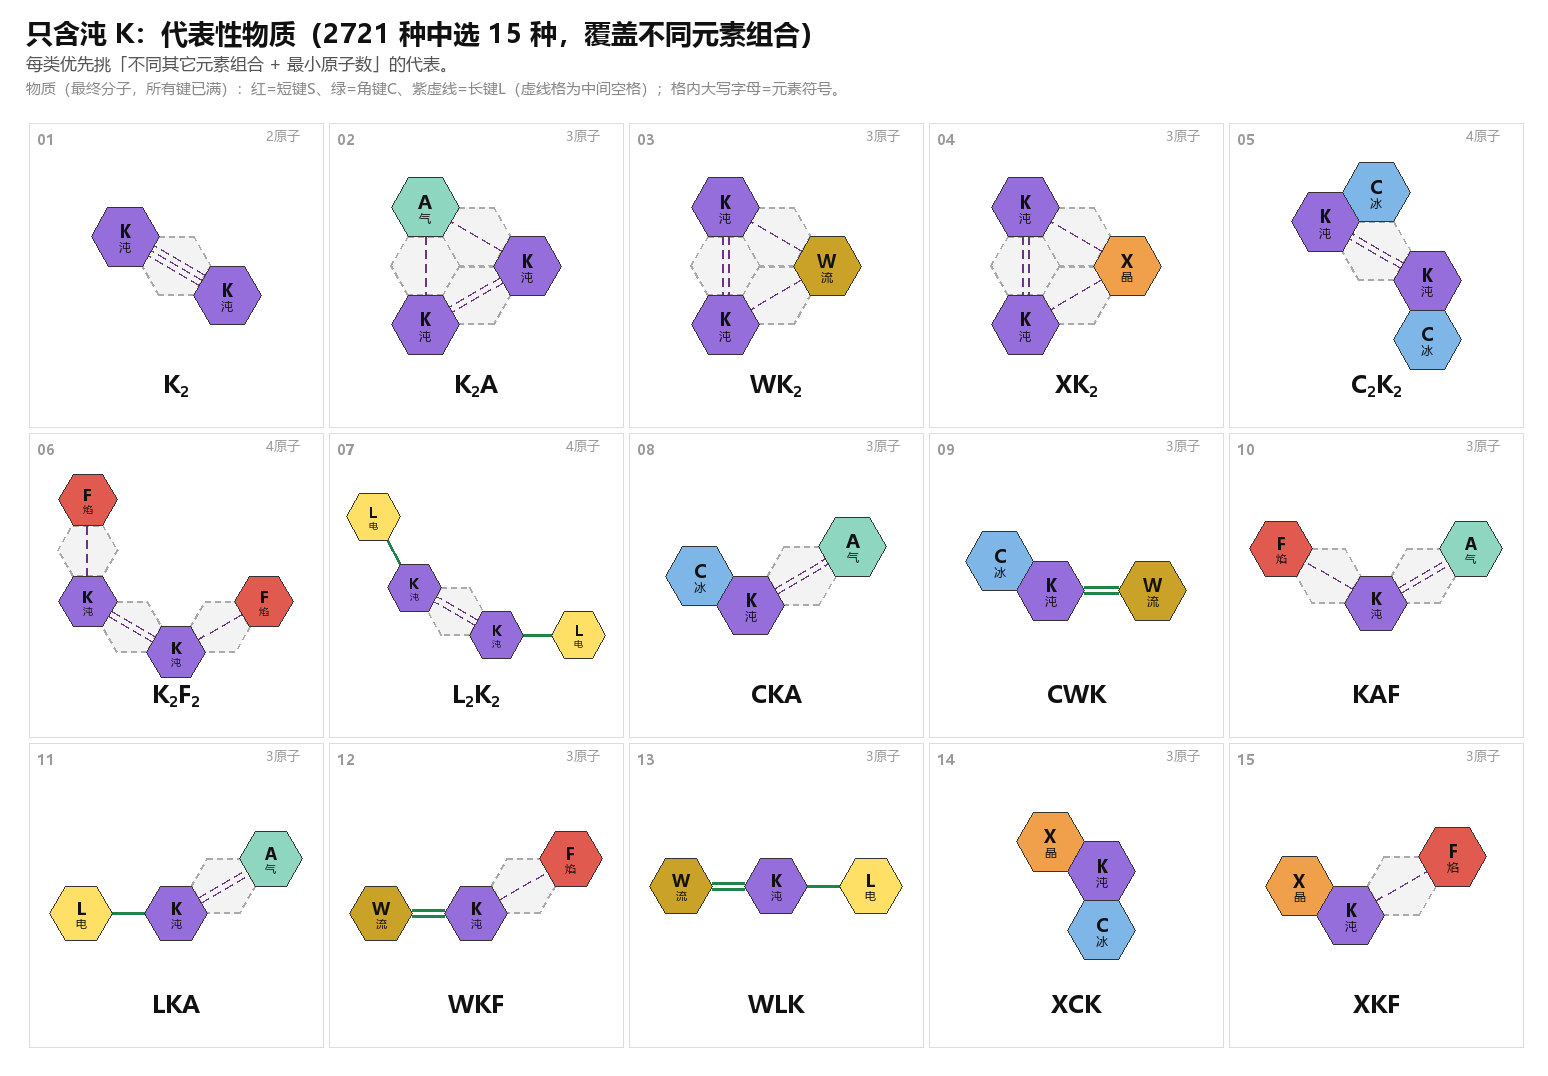 只含沌 K：代表性物质（2721 种中选 15 种，覆盖不同元素组合）
每类优先挑「不同其它元素组合 + 最小原子数」的代表。
物质（最终分子，所有键已满）：红=短键S、绿=角键C、紫虚线=长键L（虚线格为中间空格）；格内大写字母=元素符号。
01
2原子
K
沌
K
沌
K₂
02
3原子
A
气
K
沌
K
沌
K₂A
03
3原子
K
沌
W
流
K
沌
WK₂
04
3原子
K
沌
X
晶
K
沌
XK₂
05
4原子
C
冰
K
沌
K
沌
C
冰
C₂K₂
06
4原子
F
焰
K
沌
F
焰
K
沌
K₂F₂
07
4原子
L
电
K
沌
K
沌
L
电
L₂K₂
08
3原子
A
气
C
冰
K
沌
CKA
09
3原子
C
冰
K
沌
W
流
CWK
10
3原子
F
焰
A
气
K
沌
KAF
11
3原子
A
气
L
电
K
沌
LKA
12
3原子
F
焰
W
流
K
沌
WKF
13
3原子
W
流
K
沌
L
电
WLK
14
3原子
X
晶
K
沌
C
冰
XCK
15
3原子
F
焰
X
晶
K
沌
XKF